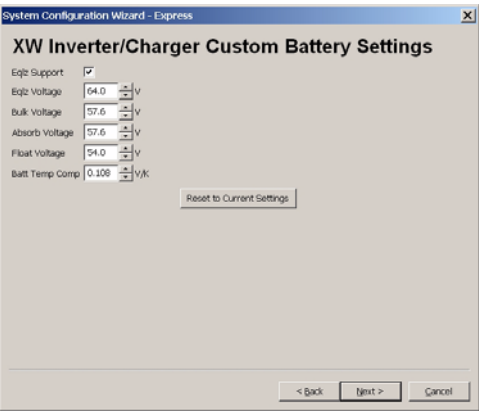 System Configuration Wizard - Express
XW Inverter/Charger Custom Battery Settings
Eqlz Support
Eqlz Voltage 64.0 V
Bulk Voltage 57.6 V
Absorb Voltage 57.6 V
Float Voltage 54.0 V
Batt Temp Comp 0.108 V/K
Reset to Current Settings
< Back Next > Cancel